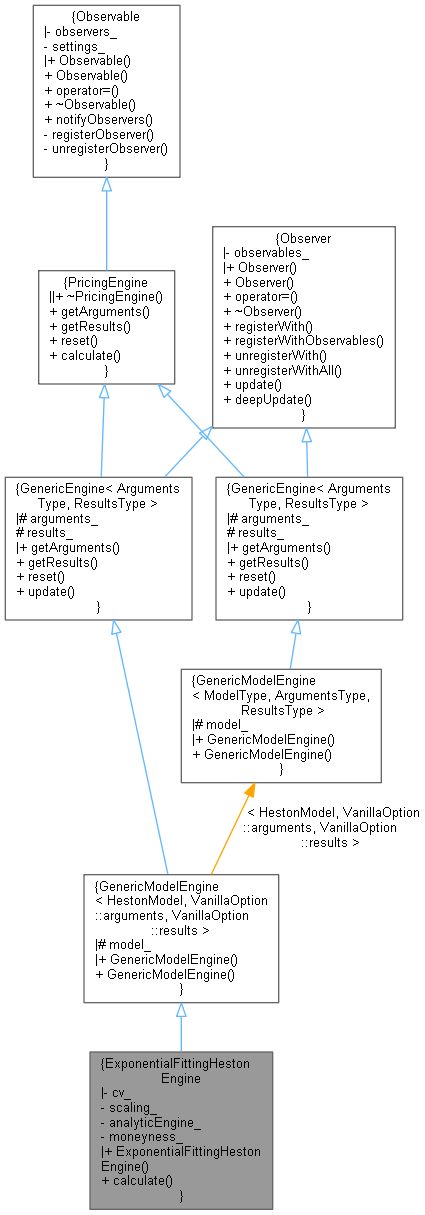 {Observable
|- observers_
- settings_
|+ Observable()
+ Observable()
+ operator=()
+ ~Observable()
+ notifyObservers()
- registerObserver()
- unregisterObserver()
}
{Observer
|- observables_
|+ Observer()
+ Observer()
+ operator=()
+ ~Observer()
+ registerWith()
+ registerWithObservables()
+ unregisterWith()
+ unregisterWithAll()
+ update()
+ deepUpdate()
}
{PricingEngine
||+ ~PricingEngine()
+ getArguments()
+ getResults()
+ reset()
+ calculate()
}
{GenericEngine< Arguments
Type, ResultsType >
|# arguments_
# results_
|+ getArguments()
+ getResults()
+ reset()
+ update()
}
{GenericEngine< Arguments
Type, ResultsType >
|# arguments_
# results_
|+ getArguments()
+ getResults()
+ reset()
+ update()
}
{GenericModelEngine
< ModelType, ArgumentsType,
ResultsType >
|# model_
|+ GenericModelEngine()
+ GenericModelEngine()
}
< HestonModel, VanillaOption
::arguments, VanillaOption
::results >
{GenericModelEngine
< HestonModel, VanillaOption
::arguments, VanillaOption
::results >
|# model_
|+ GenericModelEngine()
+ GenericModelEngine()
}
{ExponentialFittingHeston
Engine
|- cv_
- scaling_
- analyticEngine_
- moneyness_
|+ ExponentialFittingHeston
Engine()
+ calculate()
}